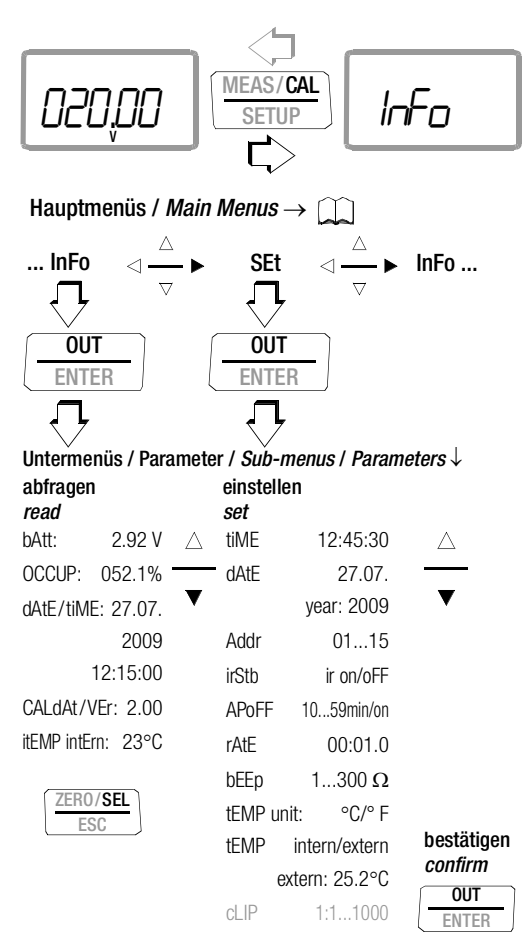 MEAS/CAL
SETUP
020.00
V
InFo
Hauptmenüs / Main Menus →
... InFo SEt InFo ...
OUT OUT
ENTER ENTER
Untermenüs / Parameter / Sub-menus / Parameters ↓
abfragen einstellen
read set
bAtt: 2.92 V tiME 12:45:30
OCCUP: 052.1% dAtE 27.07.
dAtE/tiME: 27.07. year: 2009
2009 Addr 01...15
12:15:00 irStb ir on/oFF
CALdAt/VEr: 2.00 APoFF 10...59min/on
itEMP intErn: 23°C rAtE 00:01.0
bEEp 1...300 Ω
ZERO/SEL
ESC
tEMP unit: °C/° F
tEMP intern/extern
extern: 25.2°C
cLIP 1:1...1000
bestätigen
confirm
OUT
ENTER